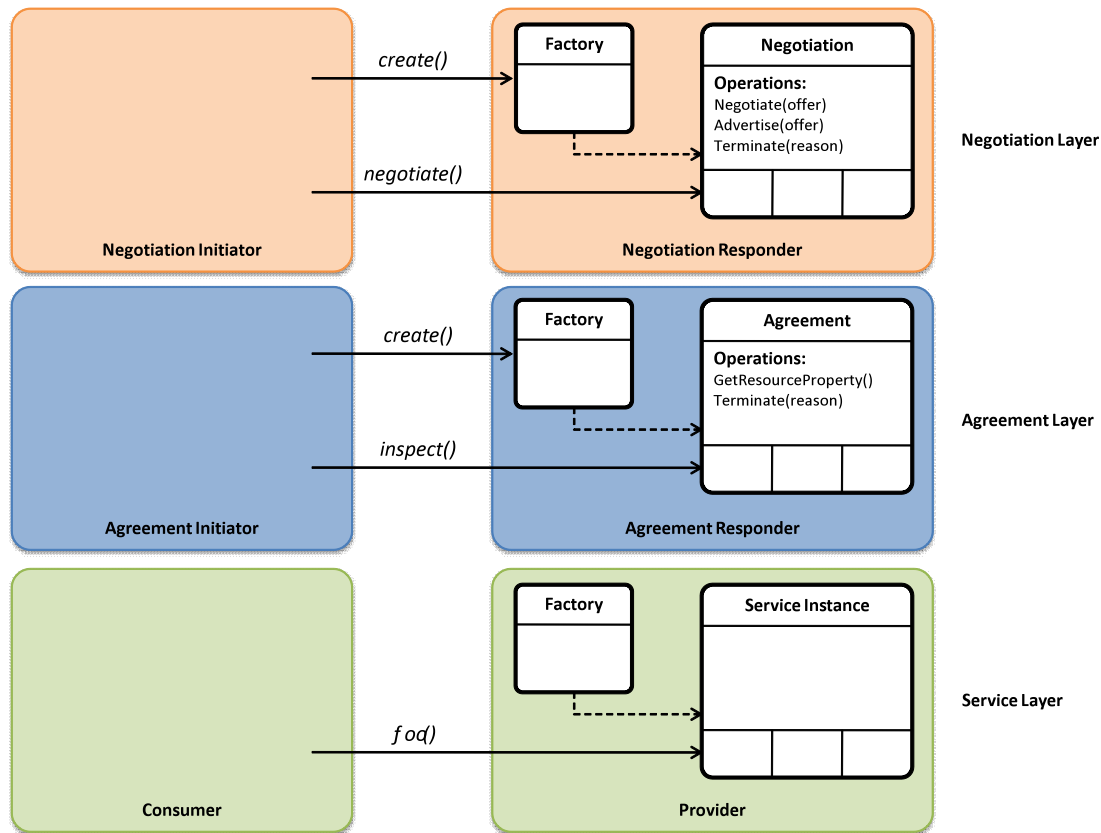 Factory
Negotiation
create()
Operations:
Negotiate(offer)
Advertise(offer)
Terminate(reason)
Negotiation Layer
negotiate()
Negotiation Initiator
Negotiation Responder
Factory
Agreement
create()
Operations:
GetResourceProperty()
Terminate(reason)
Agreement Layer
inspect()
Agreement Initiator
Agreement Responder
Factory
Service Instance
Service Layer
foo()
Consumer
Provider